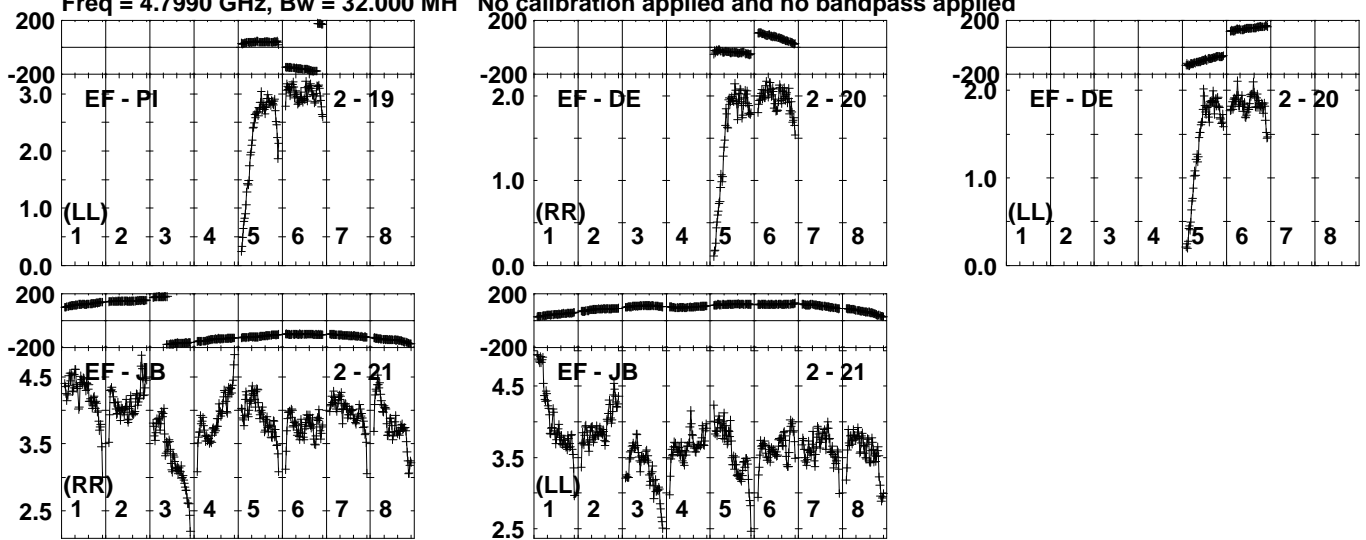 Freq = 4.7990 GHz, Bw = 32.000 MH No calibration applied and no bandpass applied
200
-200
EF - PI 2 - 19
3.0
2.0
1.0
0.0
(LL)
1 2 3 4 5 6 7 8
200
-200
EF - DE 2 - 20
2.0
1.0
0.0
(RR)
1 2 3 4 5 6 7 8
200
-200
EF - DE 2 - 20
2.0
1.0
0.0
(LL)
1 2 3 4 5 6 7 8
200
-200
EF - JB 2 - 21
4.5
3.5
2.5
(RR)
1 2 3 4 5 6 7 8
200
-200
EF - JB 2 - 21
4.5
3.5
2.5
(LL)
1 2 3 4 5 6 7 8